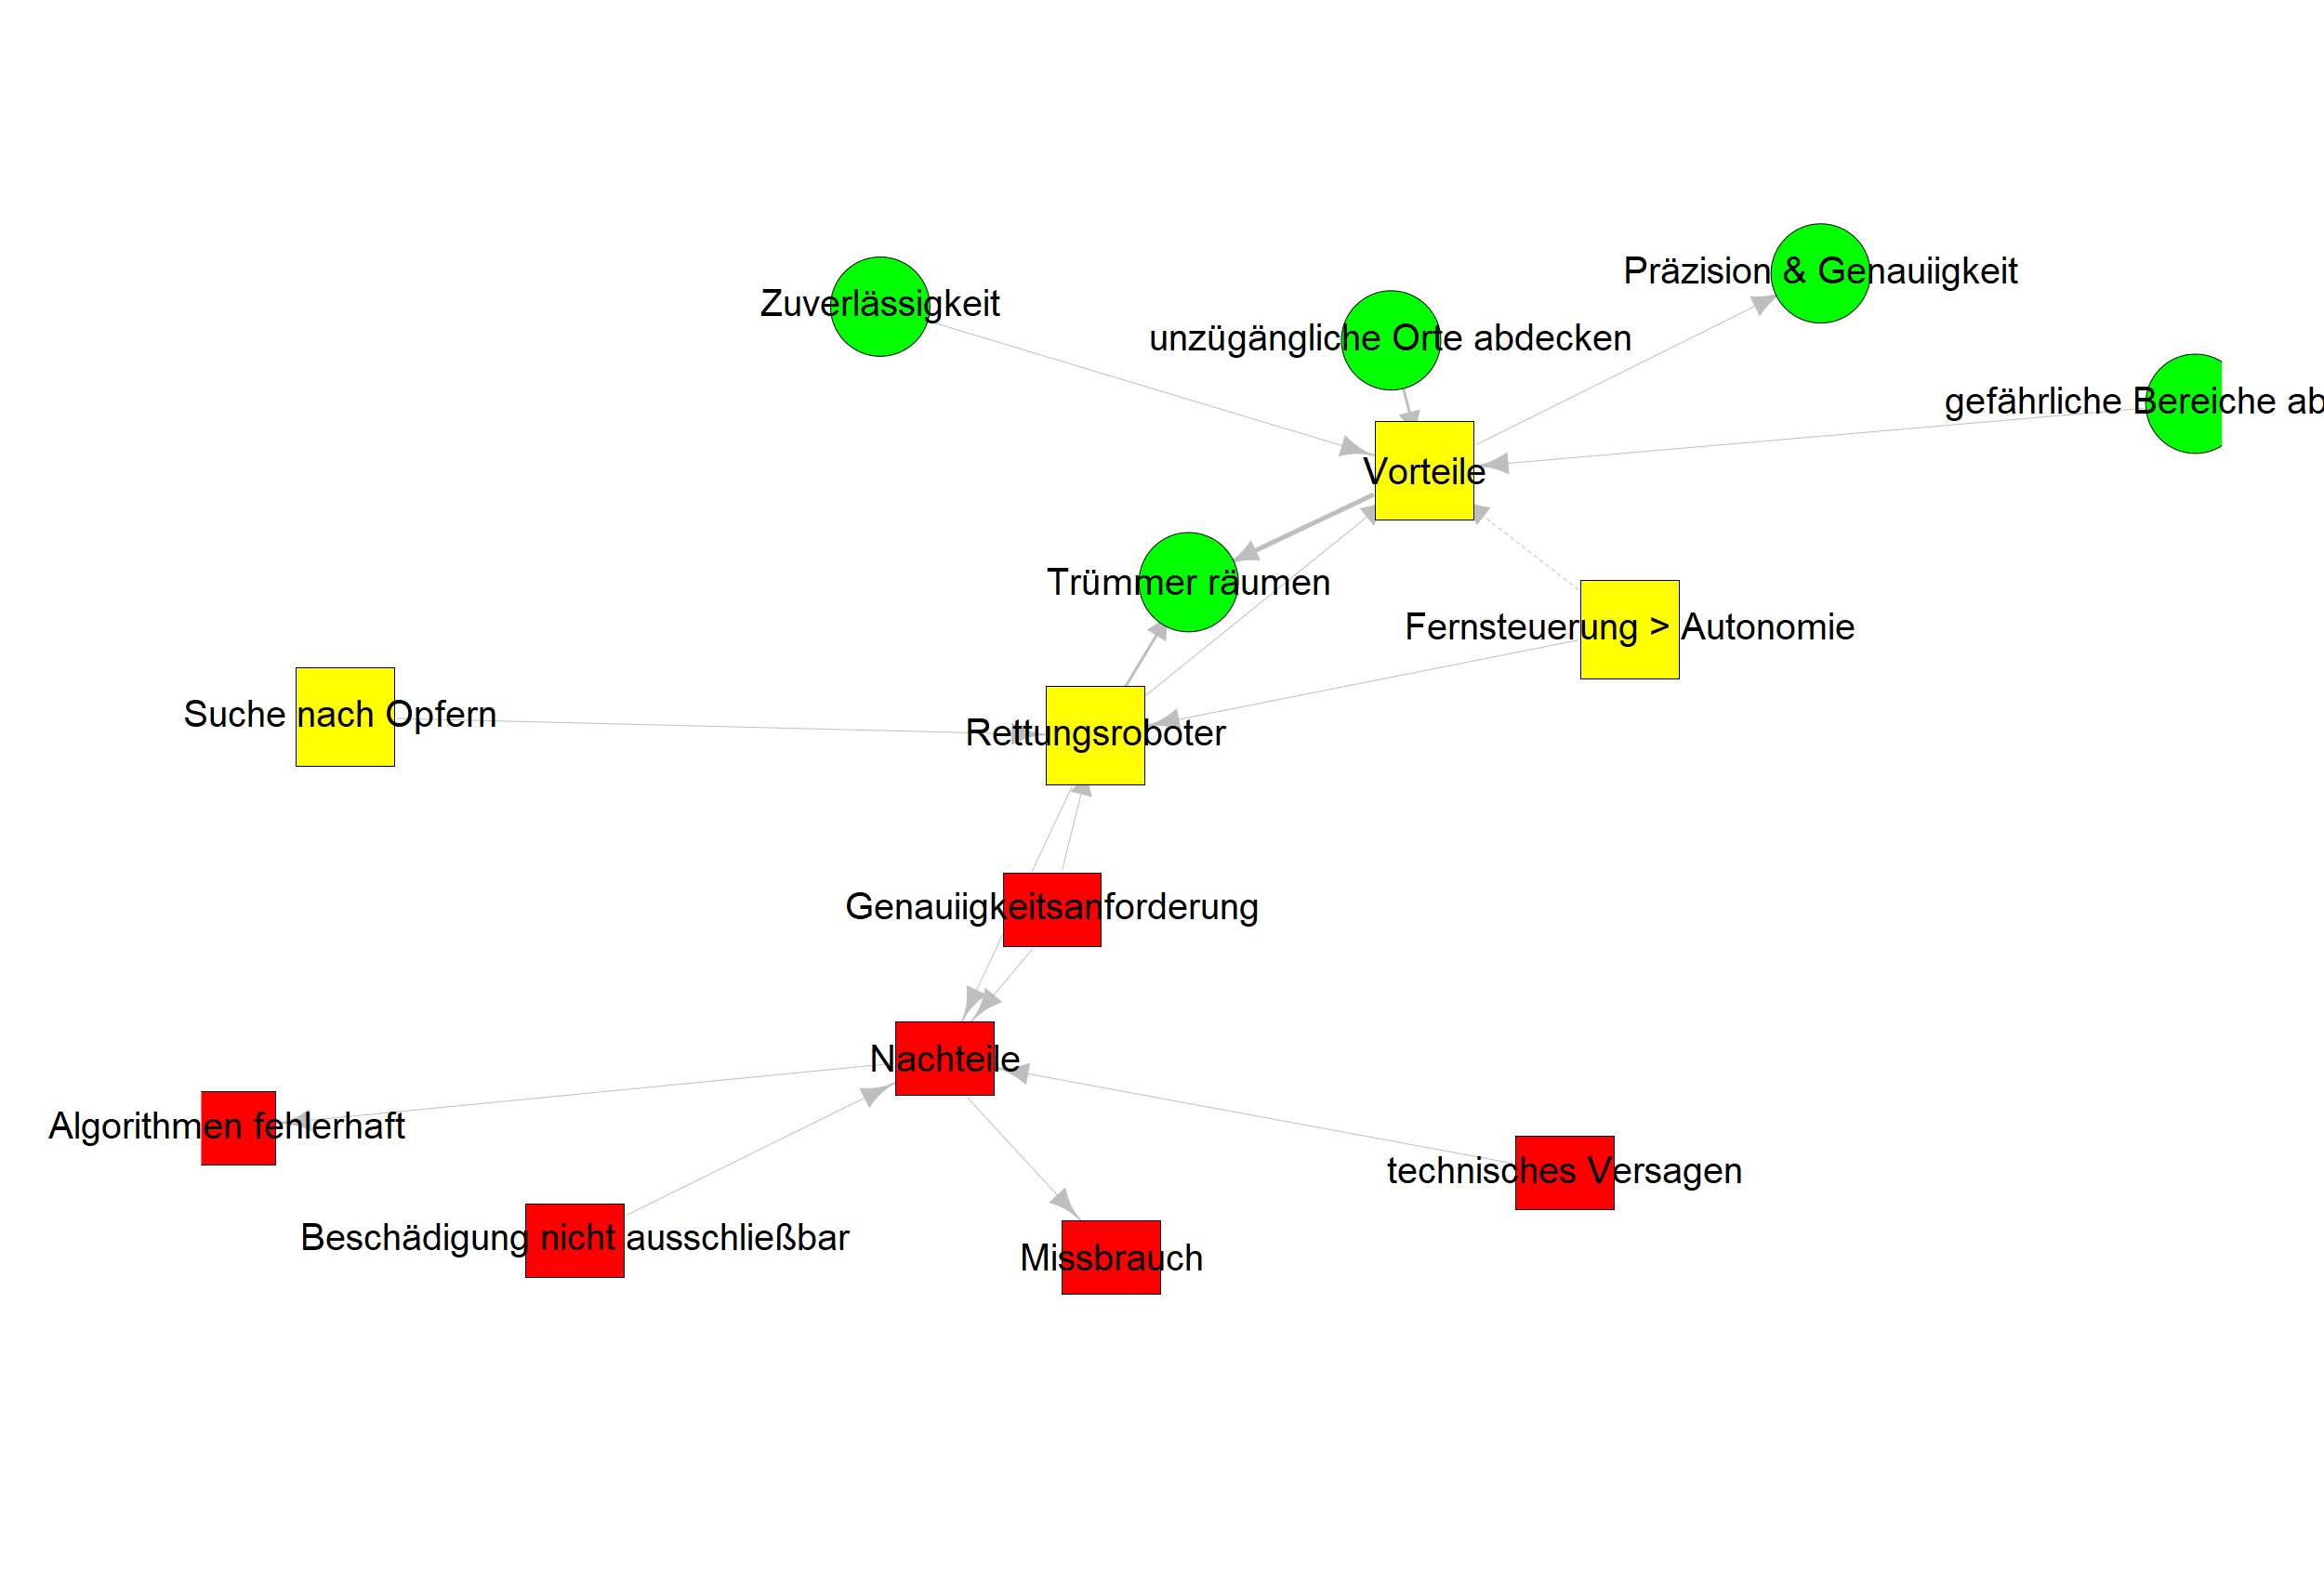 Präzision & Genauiigkeit
Zuverlässigkeit
unzügängliche Orte abdecken
gefährliche Bereiche ab
Vorteile
Trümmer räumen
Fernsteuerung > Autonomie
Suche nach Opfern
Rettungsroboter
Genauiigkeitsanforderung
Nachteile
Algorithmen fehlerhaft
technisches Versagen
Beschädigung nicht ausschließbar
Missbrauch